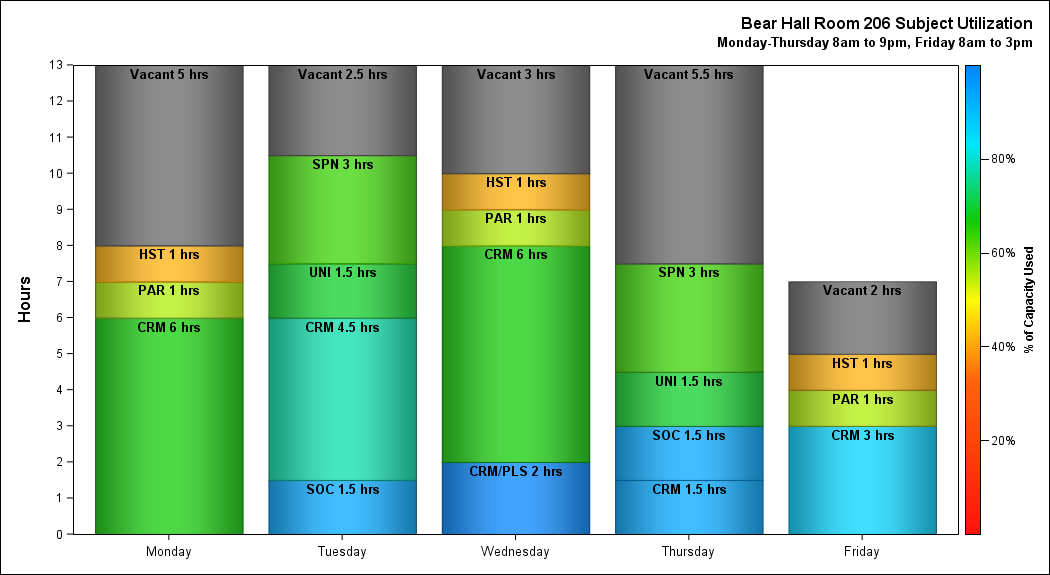 Bear Hall Room 206 Subject Utilization
Monday-Thursday 8am to 9pm, Friday 8am to 3pm
Hours
13
12
11
10
9
8
7
6
5
4
3
2
1
0
Vacant 5 hrs
HST 1 hrs
PAR 1 hrs
CRM 6 hrs
Monday
Vacant 2.5 hrs
SPN 3 hrs
UNI 1.5 hrs
CRM 4.5 hrs
SOC 1.5 hrs
Tuesday
Vacant 3 hrs
HST 1 hrs
PAR 1 hrs
CRM 6 hrs
CRM/PLS 2 hrs
Wednesday
Vacant 5.5 hrs
SPN 3 hrs
UNI 1.5 hrs
SOC 1.5 hrs
CRM 1.5 hrs
Thursday
Vacant 2 hrs
HST 1 hrs
PAR 1 hrs
CRM 3 hrs
Friday
80%
60%
40%
20%
% of Capacity Used